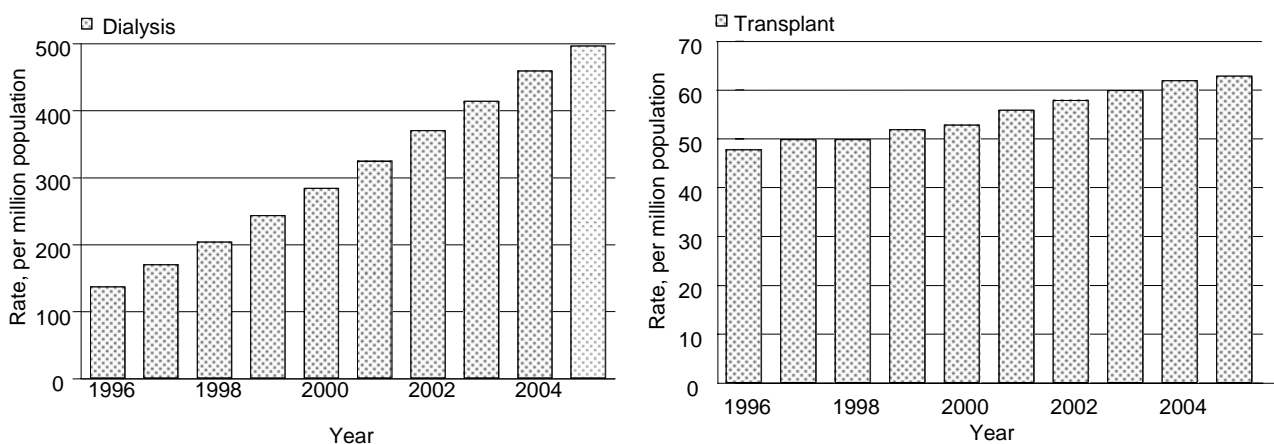 Dialysis
500
400
300
200
100
0
Rate, per million population
1996 1998 2000 2002 2004
Year
Transplant
70
60
50
40
30
20
10
0
Rate, per million population
1996 1998 2000 2002 2004
Year